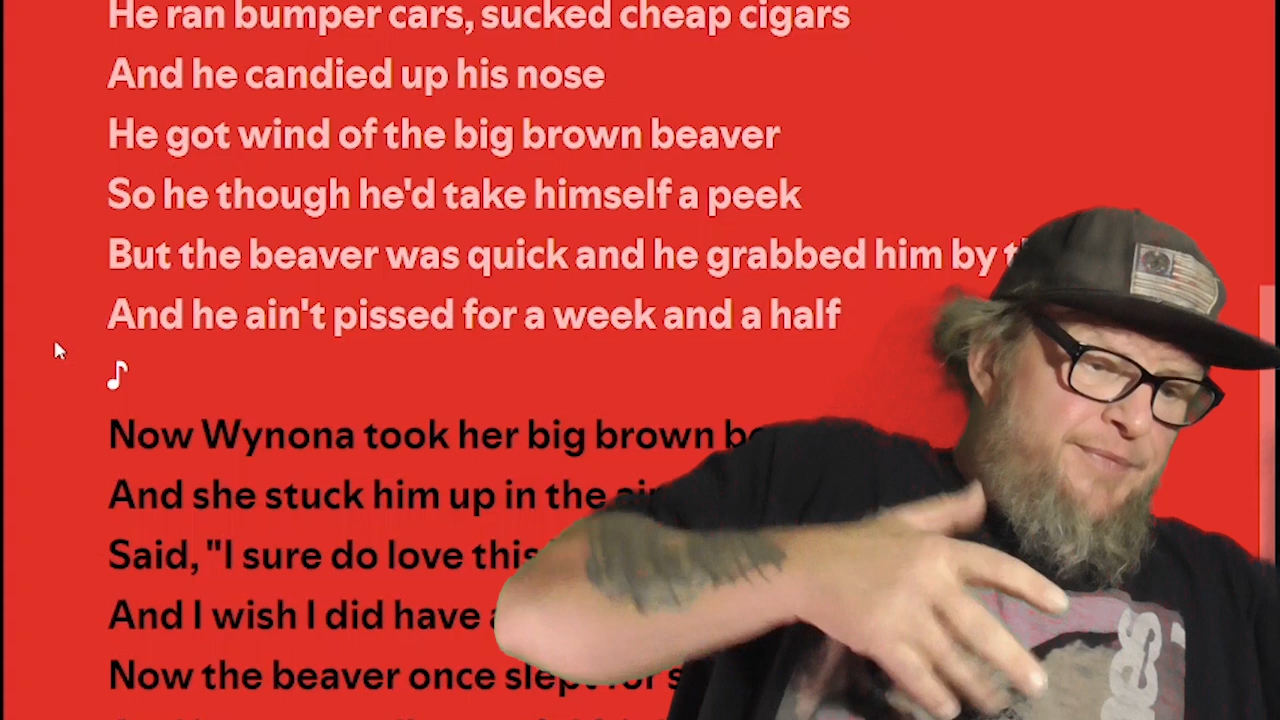 He ran bumper cars, sucked cheap cigars
And he candied up his nose
He got wind of the big brown beaver
So he though he'd take himself a peek
But the beaver was quick and he grabbed him by
And he ain't pissed for a week and a half
♪
Now Wynona took her big brown
And she stuck him up in the air
Said, "I sure do love this
And I wish I did have
Now the beaver once slept for